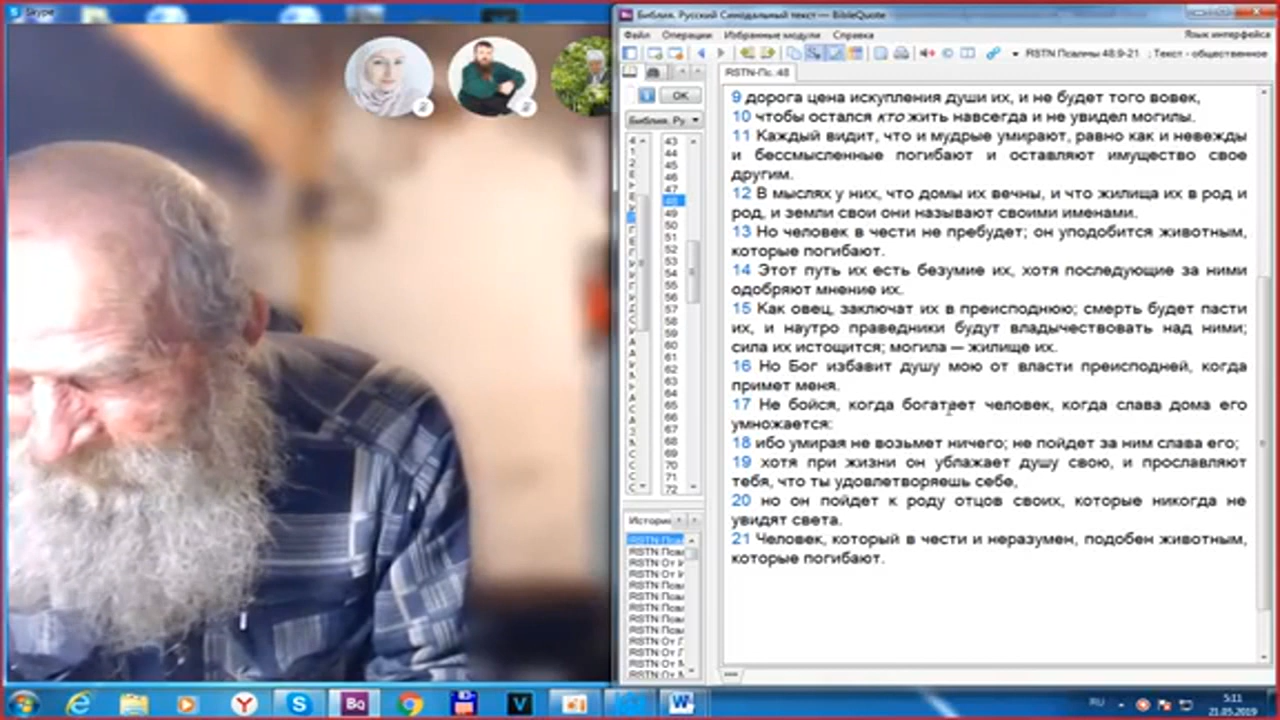 Skype
Библия. Русский Синодальный текст — BibleQuote
Файл Операции Избранные модули Справка
Язык интерфейса
RSTN Псалмы 48:9-21 : Текст - общественное
RSTN-Пс. 48
OK
Библия. Ру
9 дорога цена искупления души их, и не будет того вовек,
10 чтобы остался кто жить навсегда и не увидел могилы.
11 Каждый видит, что и мудрые умирают, равно как и невежды
и бессмысленные погибают и оставляют имущество свое
другим.
12 В мыслях у них, что домы их вечны, и что жилища их в род и
род, и земли свои они называют своими именами.
13 Но человек в чести не пребудет; он уподобится животным,
которые погибают.
14 Этот путь их есть безумие их, хотя последующие за ними
одобряют мнение их.
15 Как овец, заключат их в преисподнюю; смерть будет пасти
их, и наутро праведники будут владычествовать над ними;
сила их истощится; могила — жилище их.
16 Но Бог избавит душу мою от власти преисподней, когда
примет меня.
17 Не бойся, когда богатеет человек, когда слава дома его
умножается:
18 ибо умирая не возьмет ничего; не пойдет за ним слава его;
19 хотя при жизни он ублажает душу свою, и прославляют
тебя, что ты удовлетворяешь себе,
20 но он пойдет к роду отцов своих, которые никогда не
увидят света.
21 Человек, который в чести и неразумен, подобен животным,
которые погибают.
43
44
45
46
47
48
49
50
51
52
53
54
55
56
57
58
59
60
61
62
63
64
65
66
67
68
69
70
71
72
RU
5:11
21.05.2019